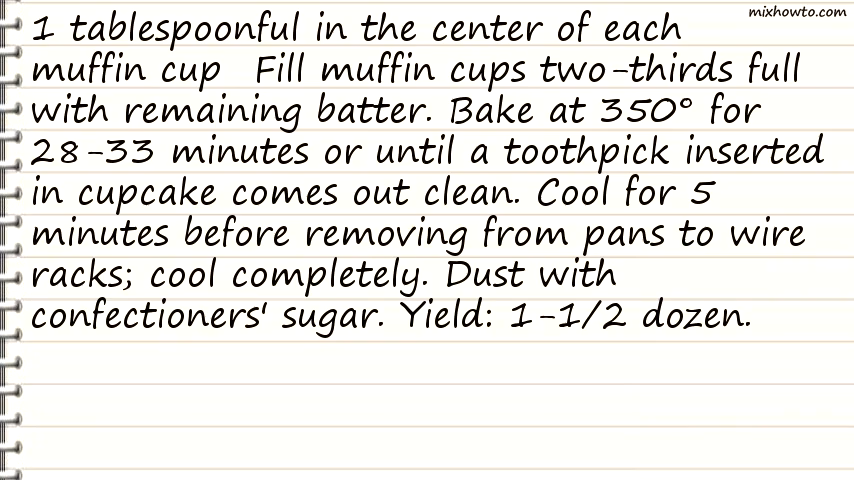 mixhowto.com
1 tablespoonful in the center of each
muffin cup   Fill muffin cups two-thirds full
with remaining batter. Bake at 350° for
28-33 minutes or until a toothpick inserted
in cupcake comes out clean. Cool for 5
minutes before removing from pans to wire
racks; cool completely. Dust with
confectioners' sugar. Yield: 1-1/2 dozen.